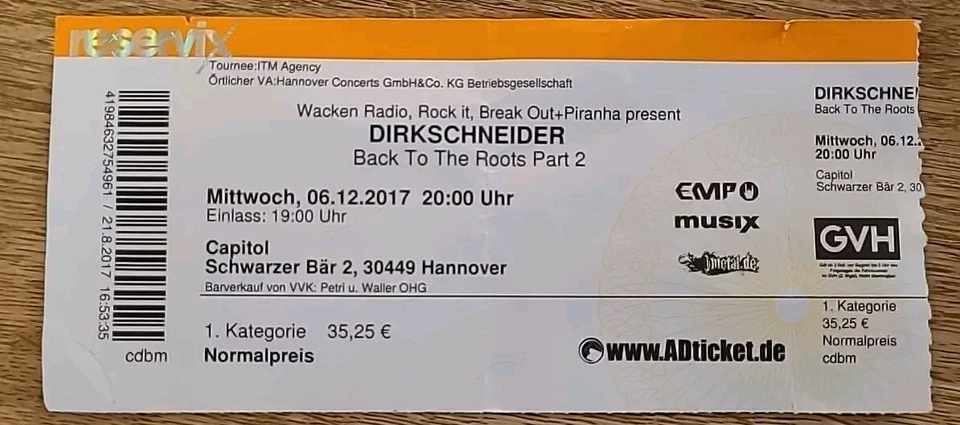 reservix
Tournee:ITM Agency
Örtlicher VA:Hannover Concerts GmbH&Co. KG Betriebsgesellschaft
Wacken Radio, Rock it, Break Out+Piranha present
DIRKSCHNEIDER
Back To The Roots Part 2
Mittwoch, 06.12.2017 20:00 Uhr
Einlass: 19:00 Uhr
Capitol
Schwarzer Bär 2, 30449 Hannover
Barverkauf von VVK: Petri u. Waller OHG
1. Kategorie 35,25 €
Normalpreis
41984632754961 / 21.8.2017 16:53:35
cdbm
EMP
musix
metal.de
www.ADticket.de
DIRKSCHNEI
Back To The Roots
Mittwoch, 06.12.
20:00 Uhr
Capitol
Schwarzer Bär 2, 30
GVH
1. Kategorie
35,25 €
Normalpreis
cdbm